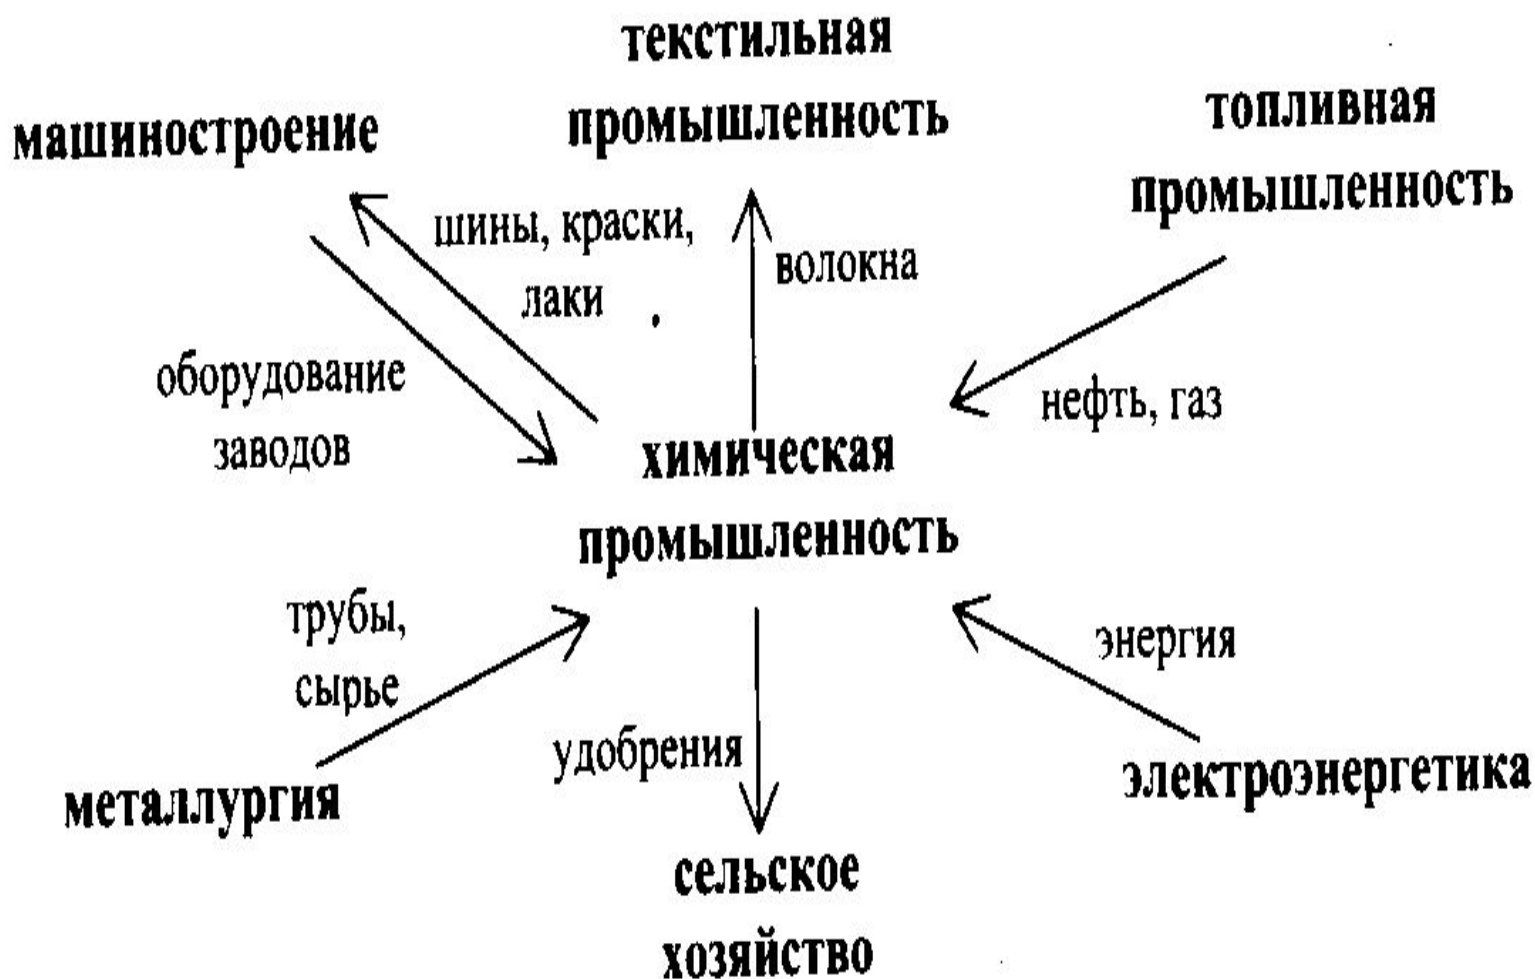 текстильная
промышленность
машиностроение
топливная
промышленность
шины, краски,
лаки
волокна
оборудование
заводов
нефть, газ
химическая
промышленность
трубы,
сырье
энергия
удобрения
металлургия
электроэнергетика
сельское
хозяйство